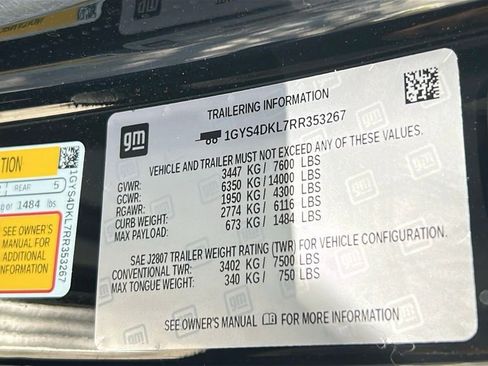 TRAILERING INFORMATION
gm
1GYS4DKL7RR353267
VEHICLE AND TRAILER MUST NOT EXCEED ANY OF THESE VALUES.
GVWR: 3447 KG / 7600 LBS
GCWR: 6350 KG / 14000 LBS
RGAWR: 1950 KG / 4300 LBS
CURB WEIGHT: 2774 KG / 6116 LBS
MAX PAYLOAD: 673 KG / 1484 LBS
SAE J2807 TRAILER WEIGHT RATING (TWR) FOR VEHICLE CONFIGURATION.
CONVENTIONAL TWR: 3402 KG / 7500 LBS
MAX TONGUE WEIGHT: 340 KG / 750 LBS
SEE OWNER'S MANUAL FOR MORE INFORMATION
TION
REAR 5
or 1484 lbs.
SEE OWNER'S
MANUAL FOR
ADDITIONAL
INFORMATION
1GYS4DKL7RR353267